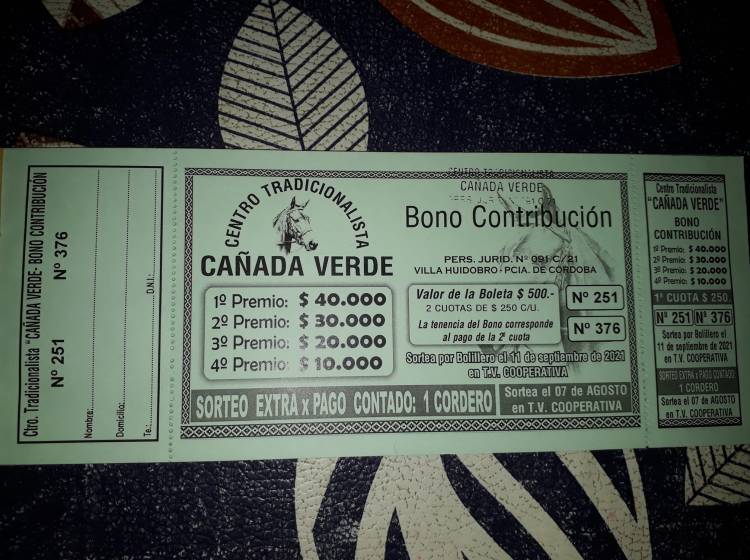 Ctro. Tradicionalista "CAÑADA VERDE- BONO CONTRIBUCIÓN
Nº 251 Nº 376
Nombre:
Domicilio:
Te.: D.N.I.:
CENTRO TRADICIONALISTA
CAÑADA VERDE
1º Premio: $ 40.000
2º Premio: $ 30.000
3º Premio: $ 20.000
4º Premio: $ 10.000
SORTEO EXTRA x PAGO CONTADO: 1 CORDERO
CENTRO TRADICIONALISTA
CAÑADA VERDE
Bono Contribución
PERS. JURID. Nº 091 C/21
VILLA HUIDOBRO-PCIA. DE CÓRDOBA
Valor de la Boleta $ 500.-
2 CUOTAS DE $ 250 C/U.
La tenencia del Bono corresponde
al pago de la 2ª cuota
Nº 251
Nº 376
Sortea por Bolillero el 11 de septiembre de 2021
en T.V. COOPERATIVA
Sortea el 07 de AGOSTO
en T.V. COOPERATIVA
Centro Tradicionalista
"CAÑADA VERDE"
BONO
CONTRIBUCIÓN
1º Premio: $ 40.000
2º Premio: $ 30.000
3º Premio: $ 20.000
4º Premio: $ 10.000
1ª CUOTA $ 250
Nº 251 Nº 376
Sortea por Bolillero el
11 de septiembre de 2021
en T.V. COOPERATIVA
SORTEO EXTRA x PAGO CONTADO:
1 CORDERO
Sortea el 07 de AGOSTO
en T.V. COOPERATIVA